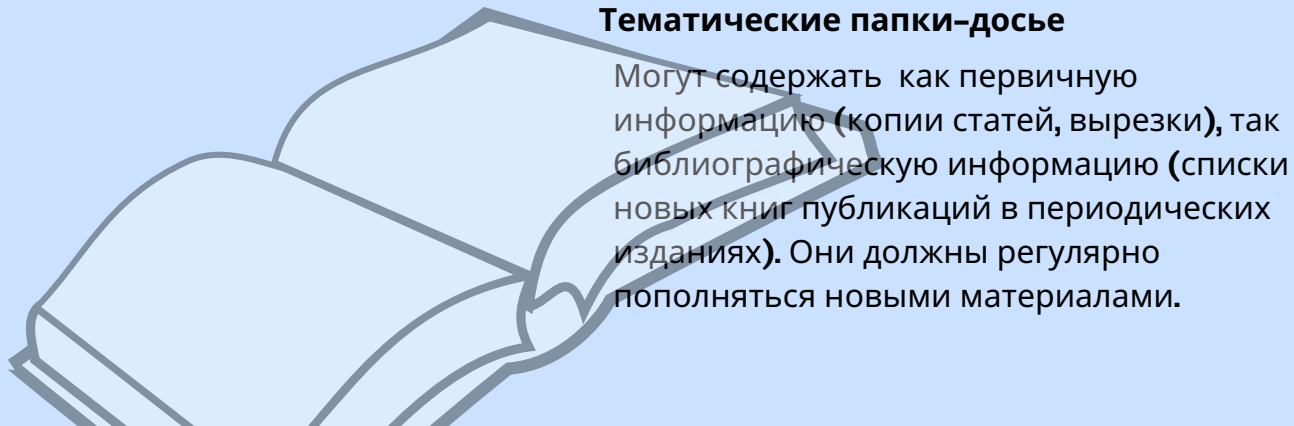 Тематические папки–досье
Могут содержать  как первичную
информацию (копии статей, вырезки), так
библиографическую информацию (списки
новых книг публикаций в периодических
изданиях). Они должны регулярно
пополняться новыми материалами.